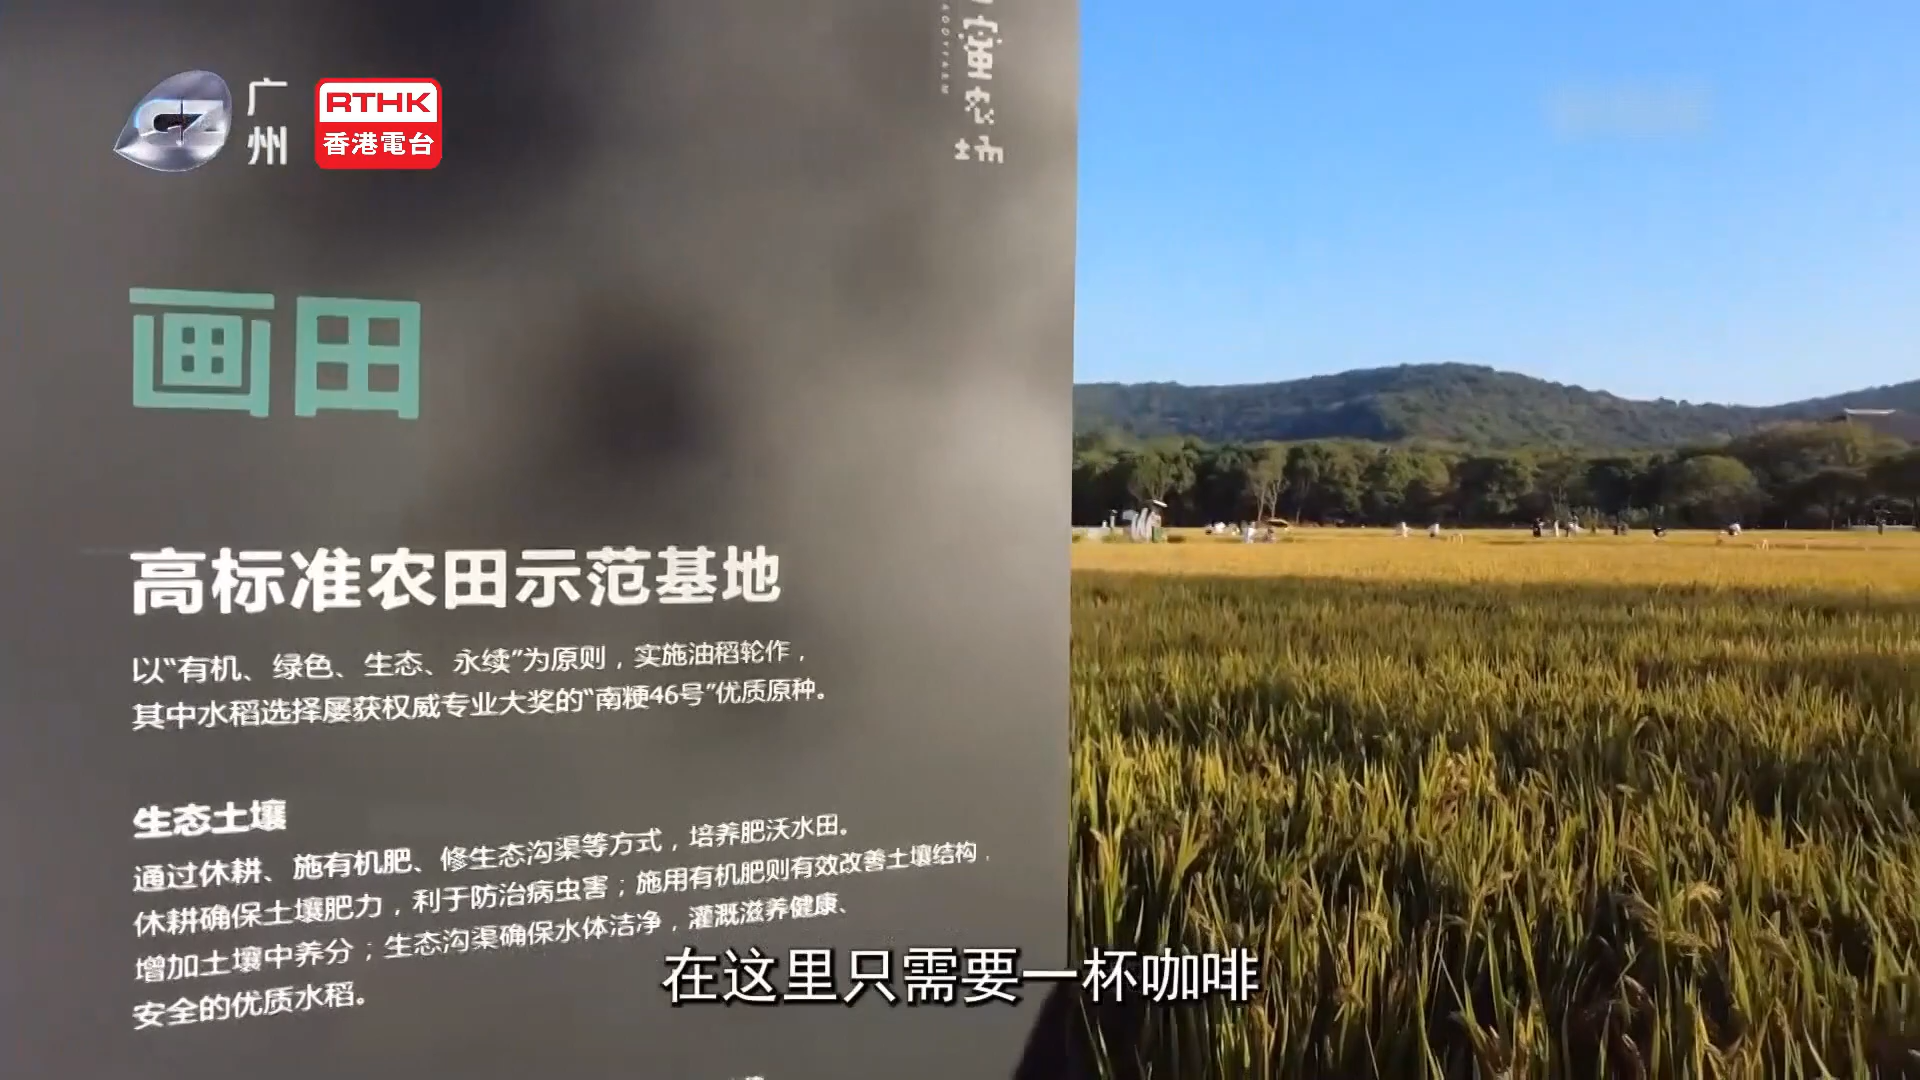 广州
RTHK
香港電台
蜜农场
画田
高标准农田示范基地
以“有机、绿色、生态、永续”为原则，实施油稻轮作，
其中水稻选择屡获权威专业大奖的“南粳46号”优质原种。
生态土壤
通过休耕、施有机肥、修生态沟渠等方式，培养肥沃水田。
休耕确保土壤肥力，利于防治病虫害；施用有机肥则有效改善土壤结构，
增加土壤中养分；生态沟渠确保水体洁净，灌溉滋养健康、
安全的优质水稻。
在这里只需要一杯咖啡